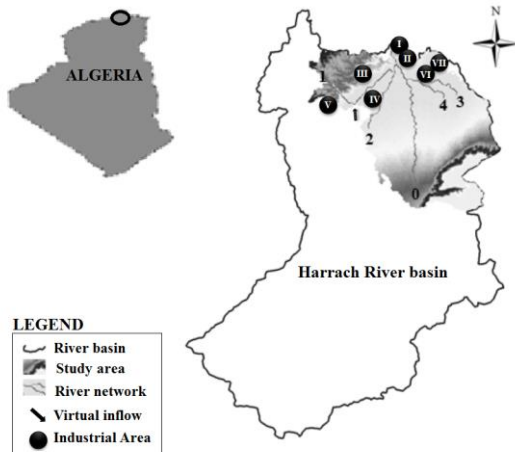 ALGERIA
N
I
II
VII
III
VI
1
IV
V
1
2
4
3
0
Harrach River basin
LEGEND
River basin
Study area
River network
Virtual inflow
Industrial Area